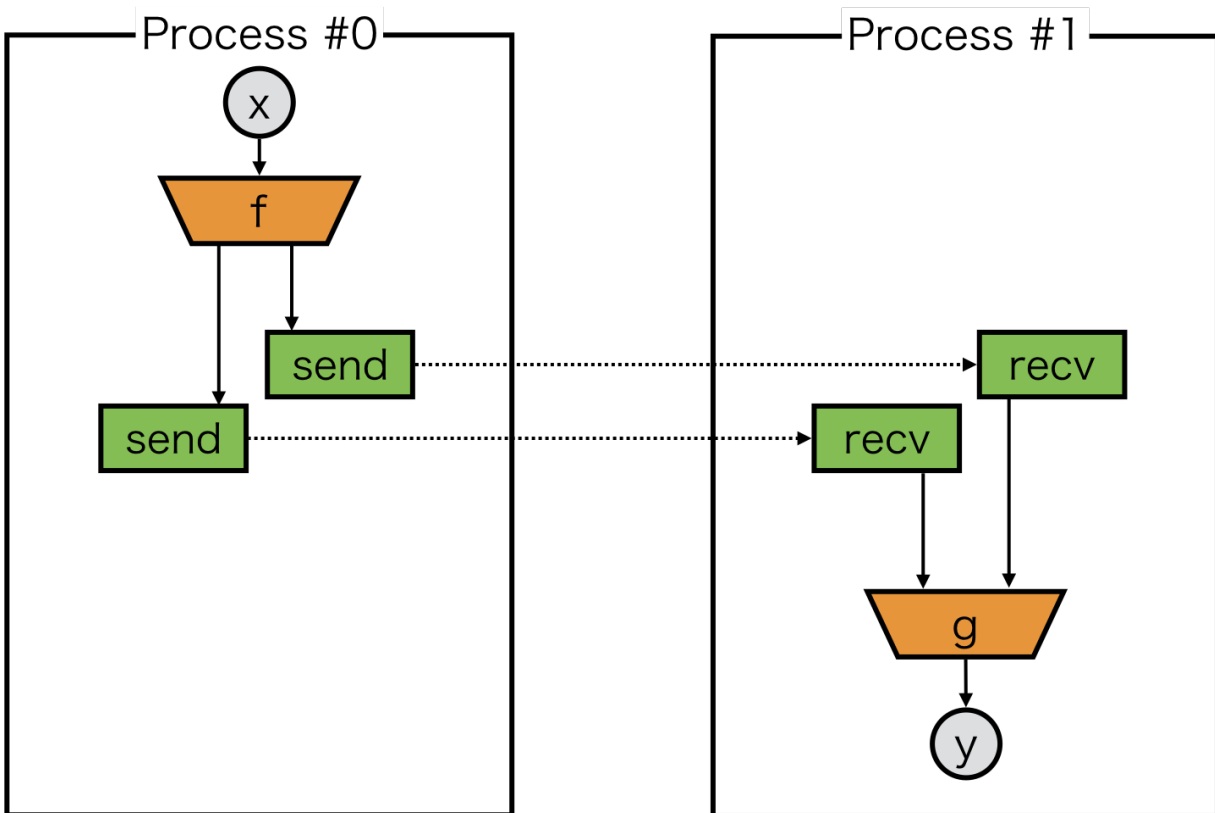 Process #0
Process #1
x
f
send
recv
send
recv
g
y